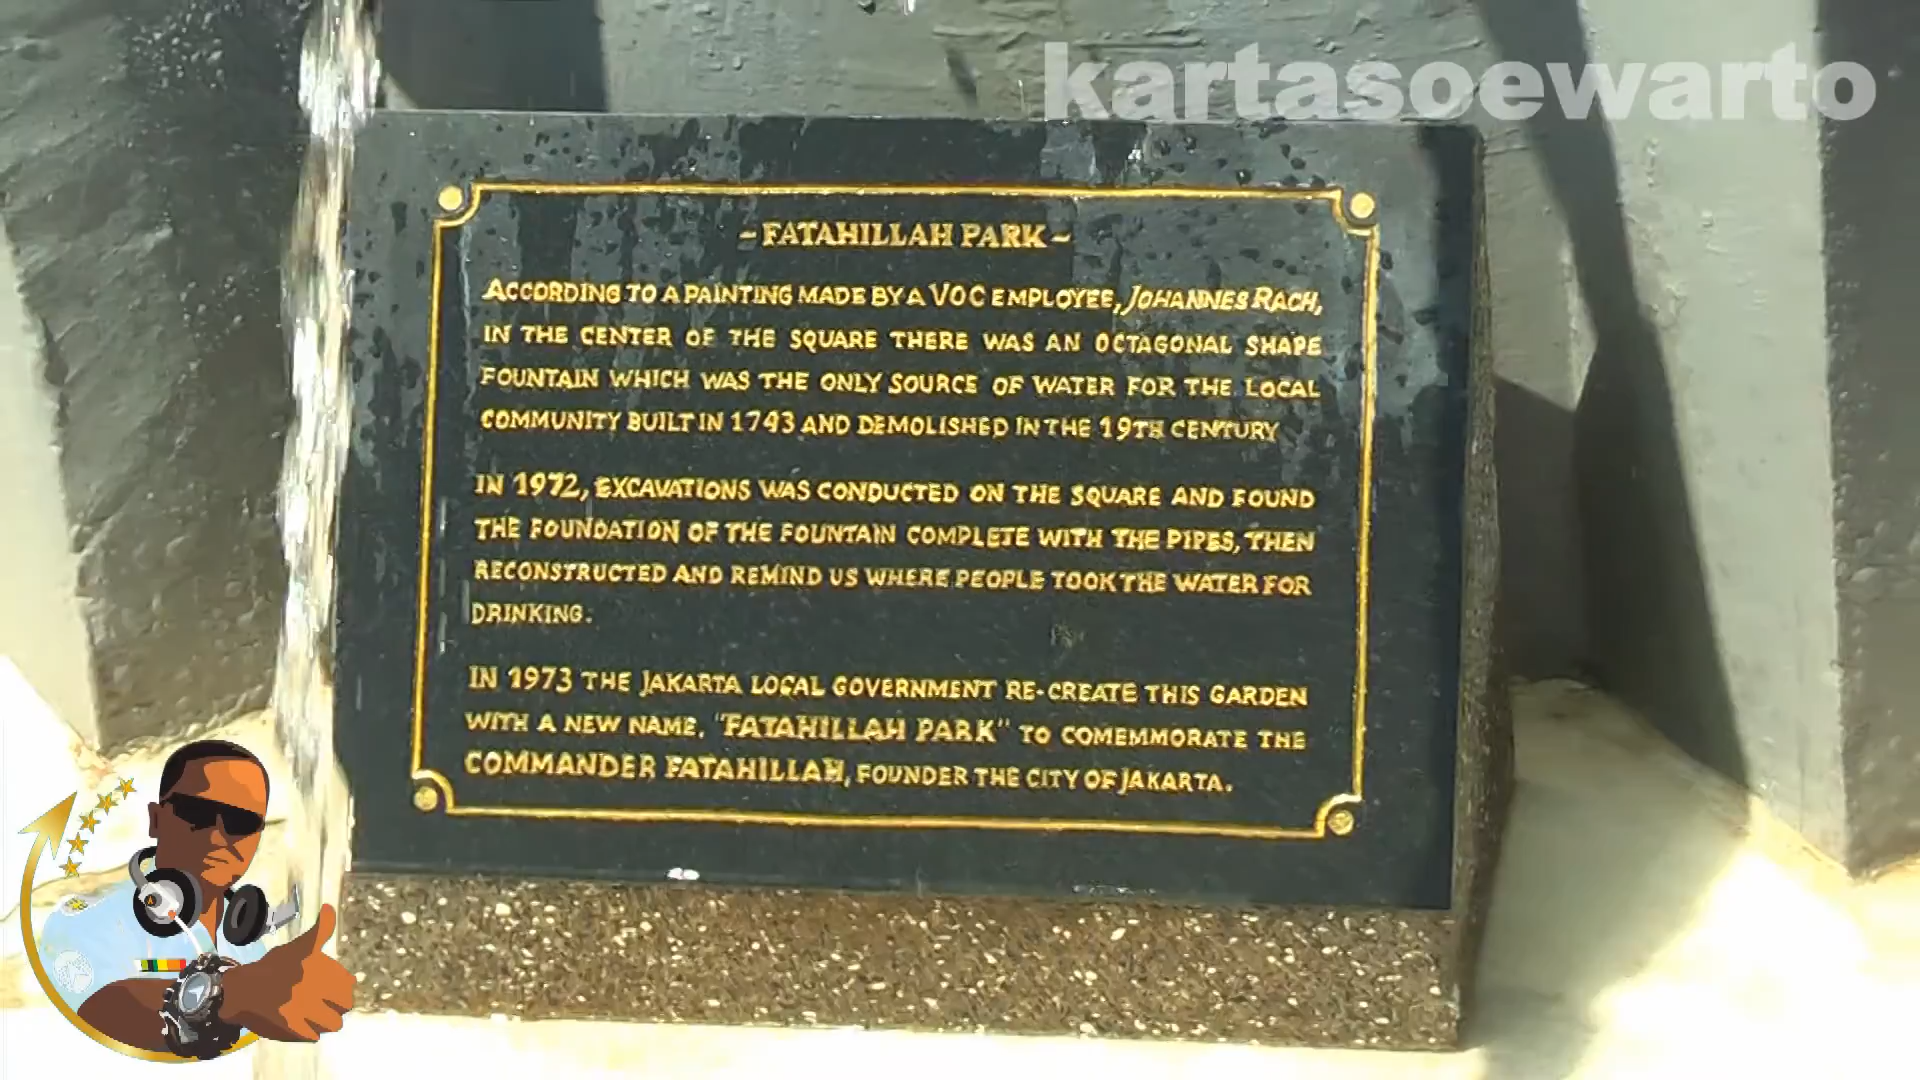 kartasoewarto
- FATAHILLAH PARK -
ACCORDING TO A PAINTING MADE BY A VOC EMPLOYEE, JOHANNES RACH,
IN THE CENTER OF THE SQUARE THERE WAS AN OCTAGONAL SHAPE
FOUNTAIN WHICH WAS THE ONLY SOURCE OF WATER FOR THE LOCAL
COMMUNITY BUILT IN 1743 AND DEMOLISHED IN THE 19TH CENTURY
IN 1972, EXCAVATIONS WAS CONDUCTED ON THE SQUARE AND FOUND
THE FOUNDATION OF THE FOUNTAIN COMPLETE WITH THE PIPES, THEN
RECONSTRUCTED AND REMIND US WHERE PEOPLE TOOK THE WATER FOR
DRINKING.
IN 1973 THE JAKARTA LOCAL GOVERNMENT RE-CREATE THIS GARDEN
WITH A NEW NAME. "FATAHILLAH PARK" TO COMEMMORATE THE
COMMANDER FATAHILLAH, FOUNDER THE CITY OF JAKARTA.